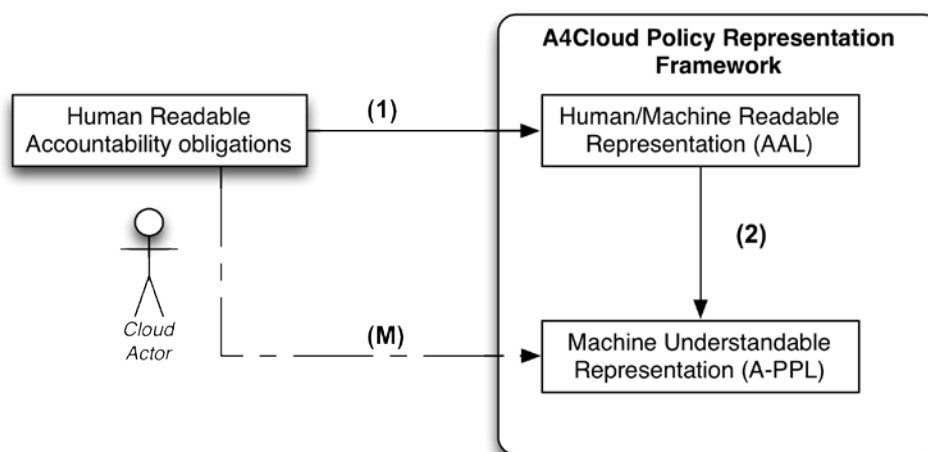 A4Cloud Policy Representation
Framework
Human Readable
Accountability obligations
(1)
Human/Machine Readable
Representation (AAL)
(2)
Cloud
Actor
(M)
Machine Understandable
Representation (A-PPL)